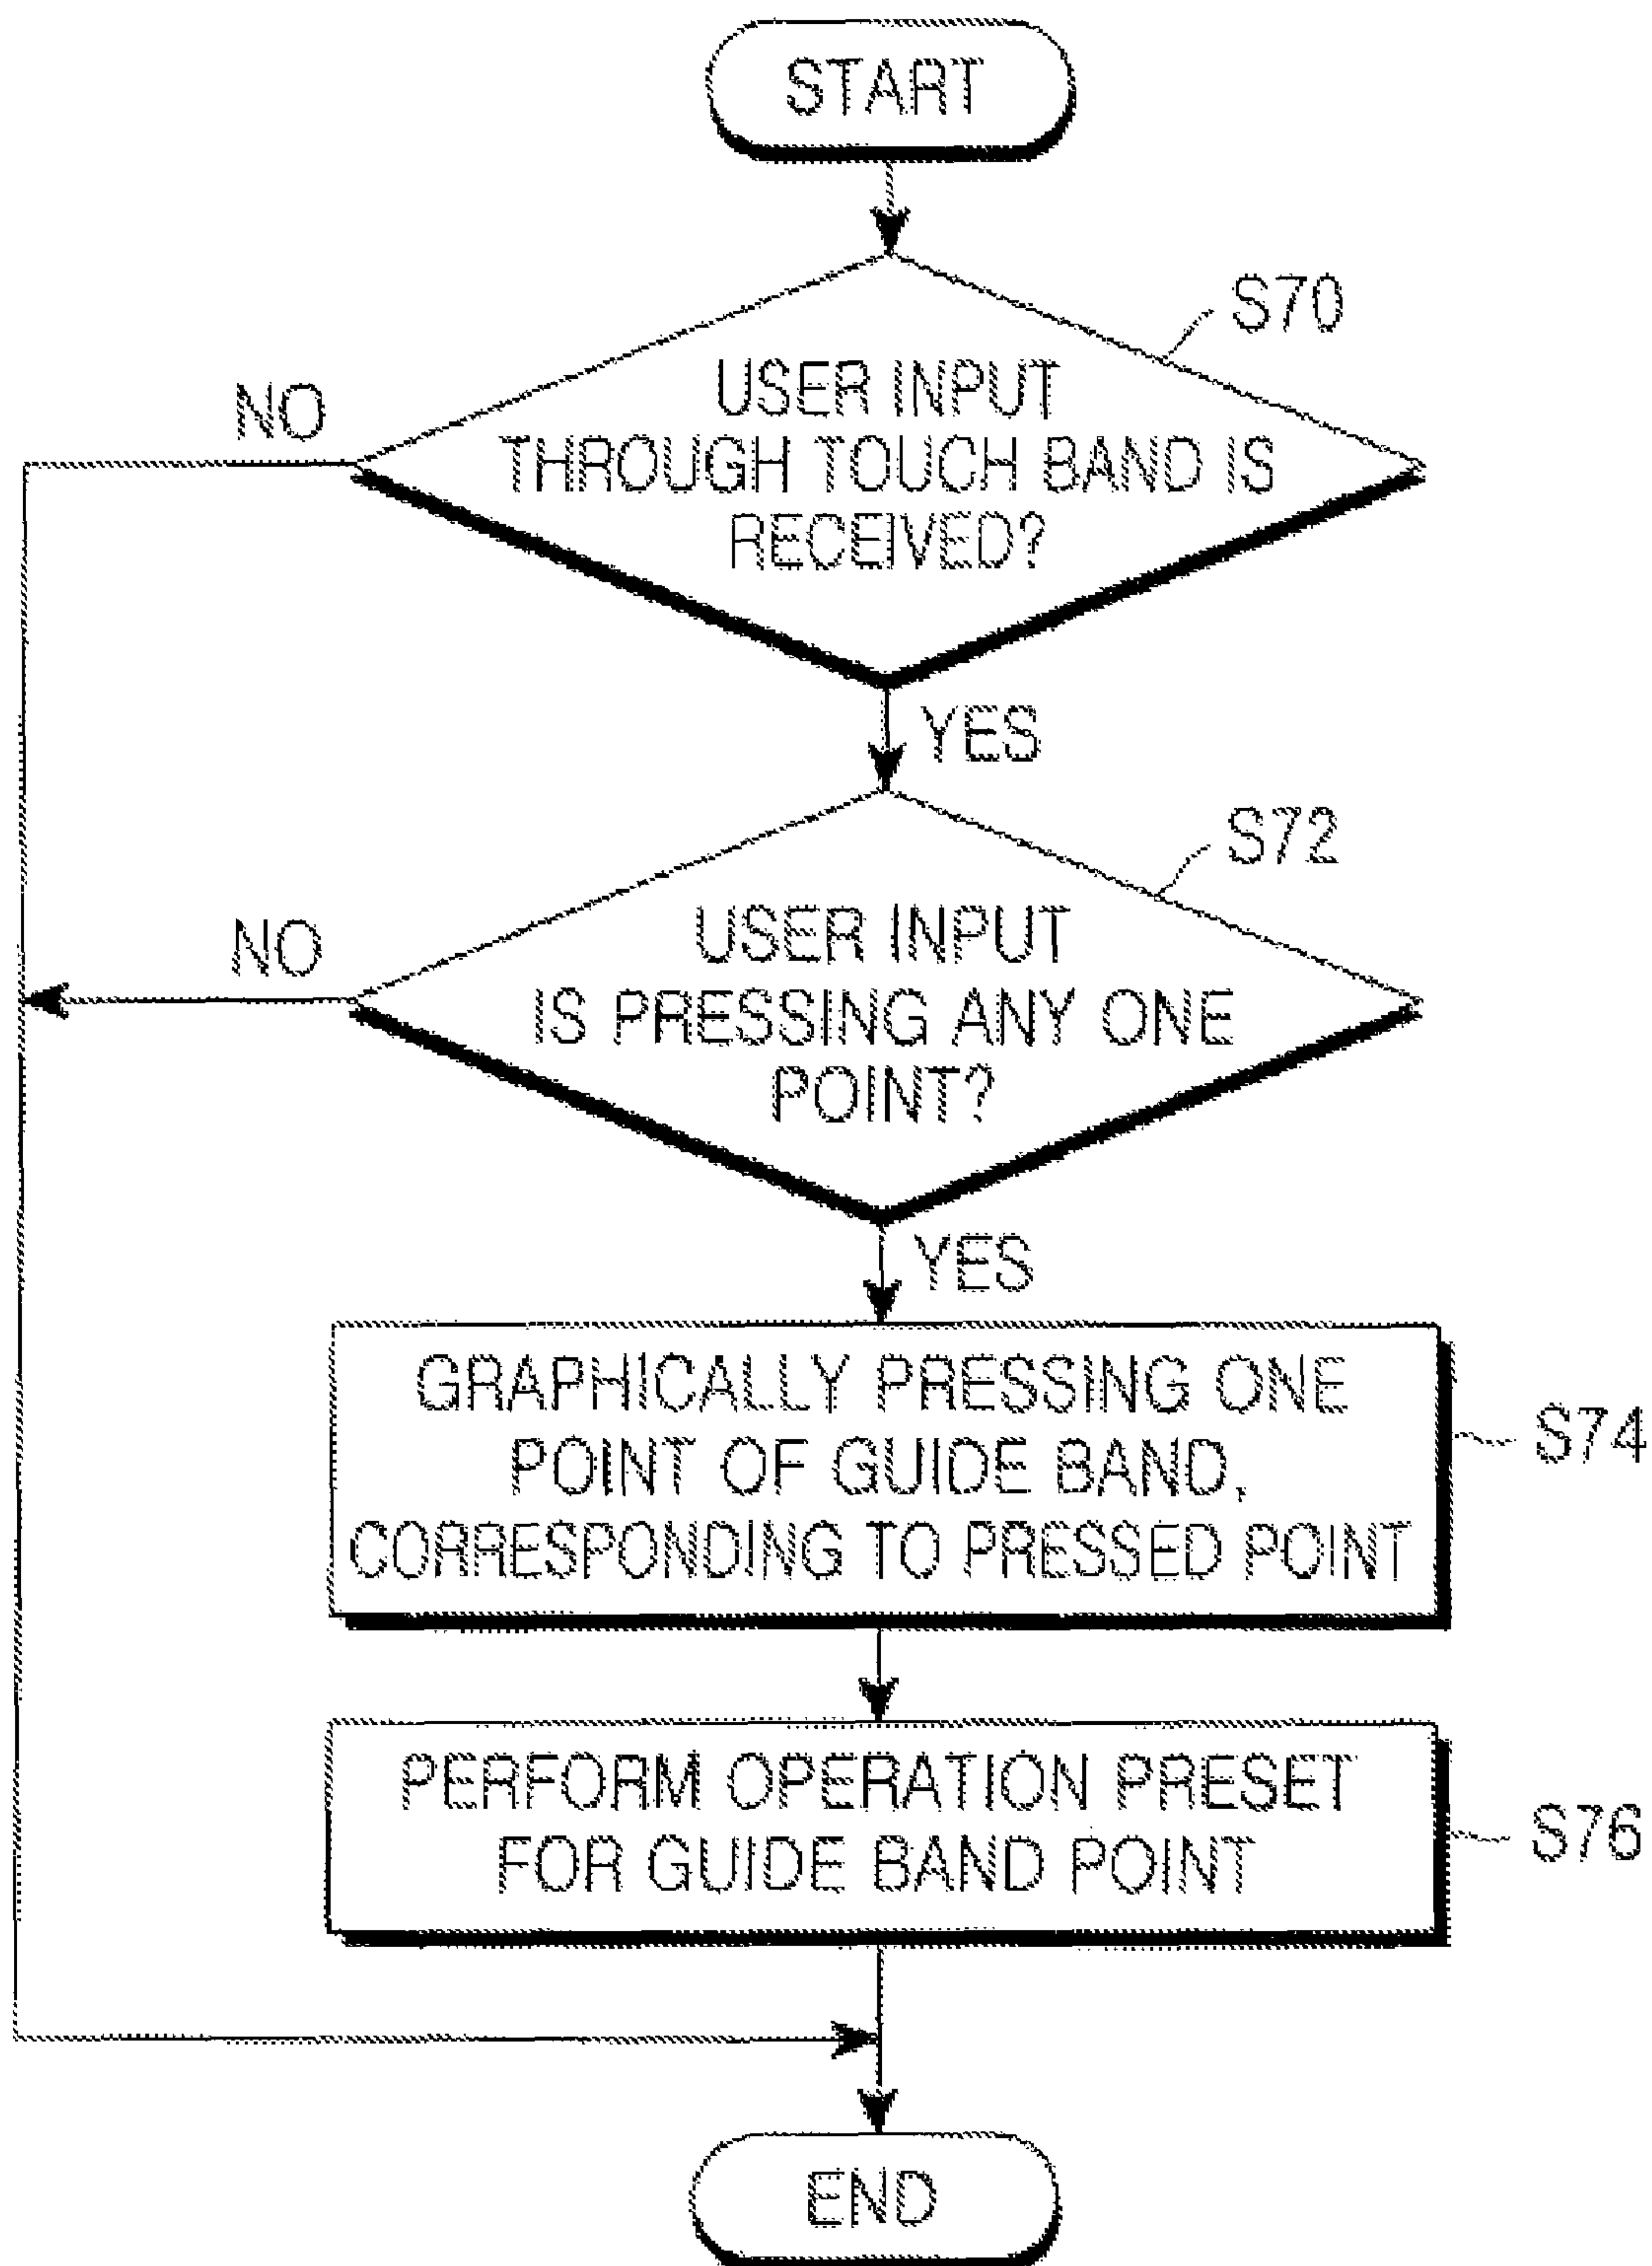 START
S70
NO
USER INPUT
THROUGH TOUCH BAND IS
RECEIVED?
YES
S72
NO
USER INPUT
IS PRESSING ANY ONE
POINT?
YES
GRAPHICALLY PRESSING ONE
POINT OF GUIDE BAND,
CORRESPONDING TO PRESSED POINT
S74
PERFORM OPERATION PRESET
FOR GUIDE BAND POINT
S76
END